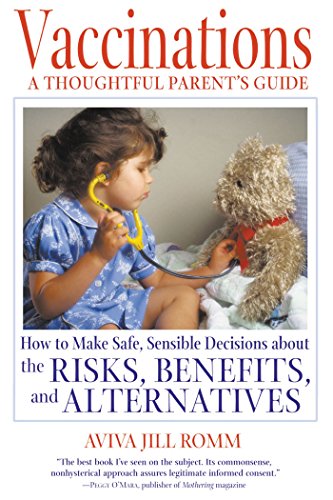 Vaccinations
A THOUGHTFUL PARENT'S GUIDE
How to Make Safe, Sensible Decisions about
the RISKS, BENEFITS,
and ALTERNATIVES
AVIVA JILL ROMM
"The best book I've seen on the subject. Its commonsense,
nonhysterical approach assures legitimate informed consent."
—PEGGY O'MARA, publisher of Mothering magazine